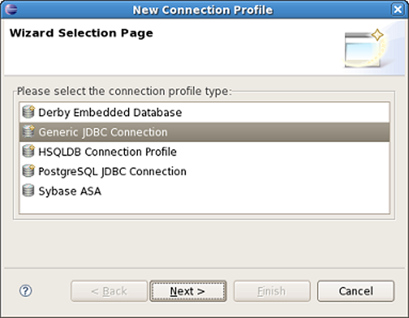 New Connection Profile
Wizard Selection Page
Please select the connection profile type:
Derby Embedded Database
Generic JDBC Connection
HSQLDB Connection Profile
PostgreSQL JDBC Connection
Sybase ASA
? < Back Next > Finish Cancel